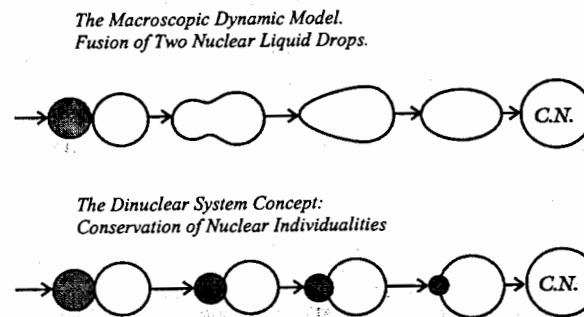 The Macroscopic Dynamic Model.
Fusion of Two Nuclear Liquid Drops.
C.N.
The Dinuclear System Concept:
Conservation of Nuclear Individualities
C.N.